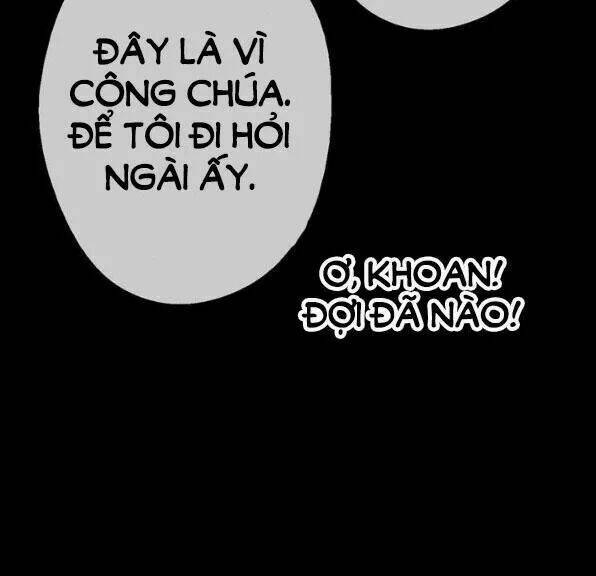 ĐÂY LÀ VÌ
CÔNG CHÚA.
ĐỂ TÔI ĐI HỎI
NGÀI ẤY.
Ơ, KHOAN!
ĐỢI ĐÃ NÀO!